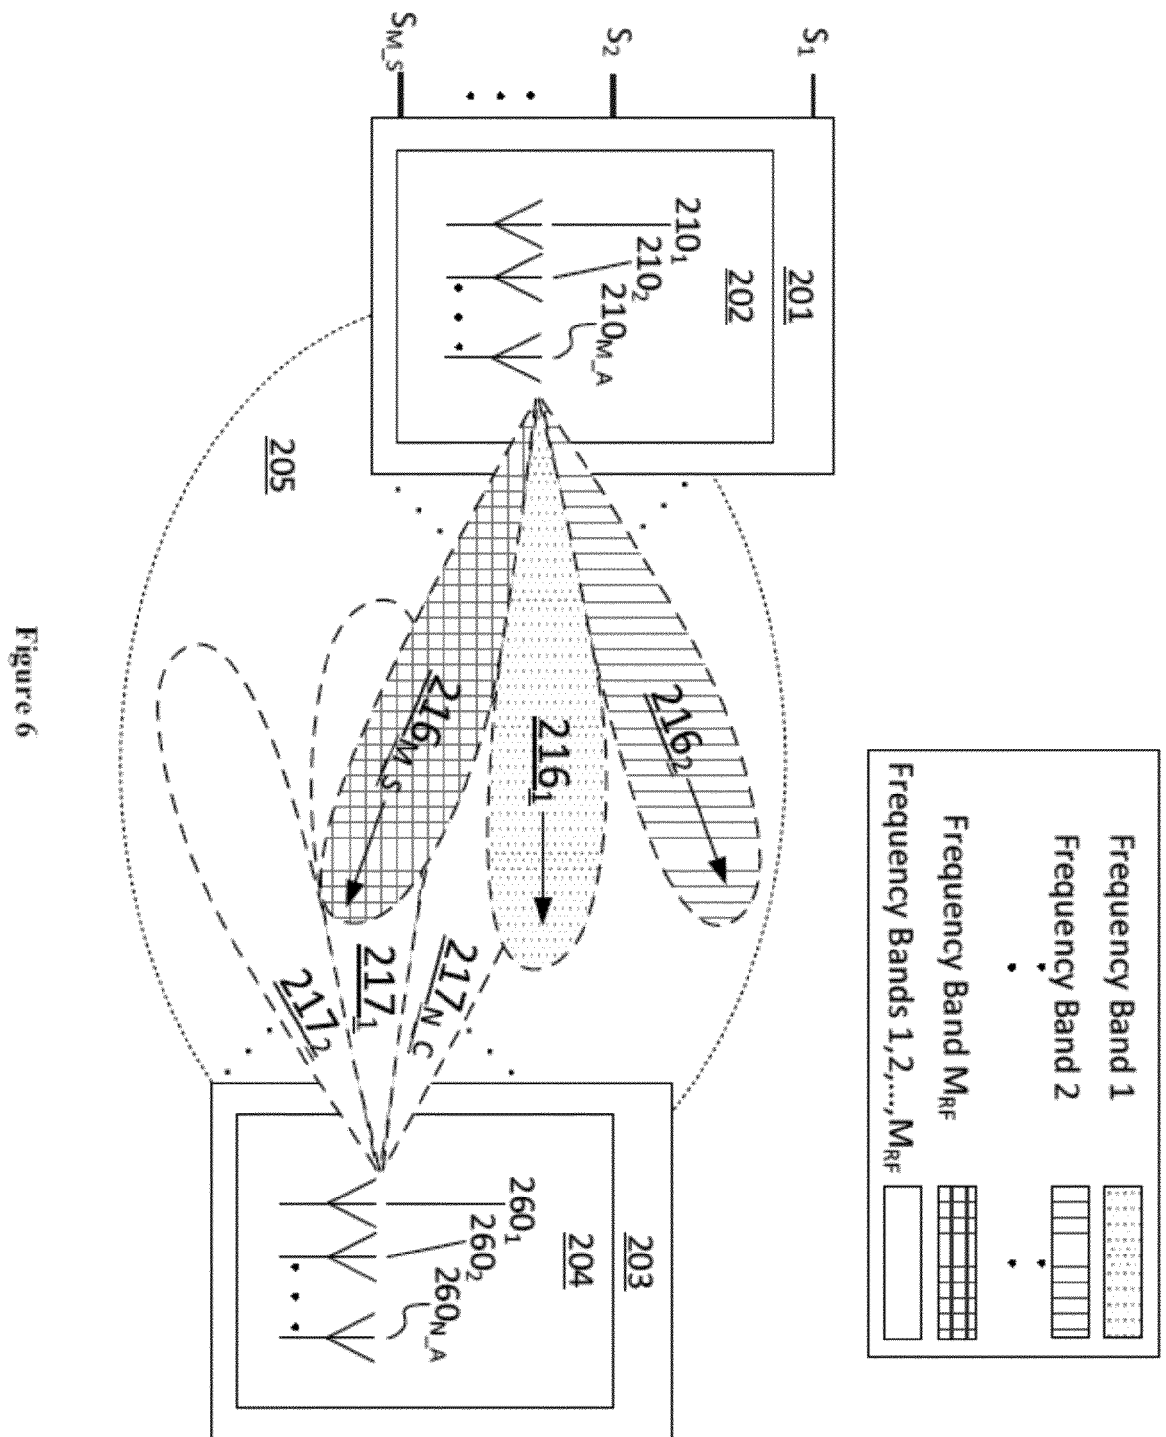 Frequency Band 1
Frequency Band 2
Frequency Band M_RF
Frequency Bands 1,2,...,M_RF
S_1
S_2
S_M_S
201
202
210_1
210_2
210_M_A
205
216_2
216_1
216_M_S
217_N_C
217_1
217_2
203
204
260_1
260_2
260_N_A
Figure 6